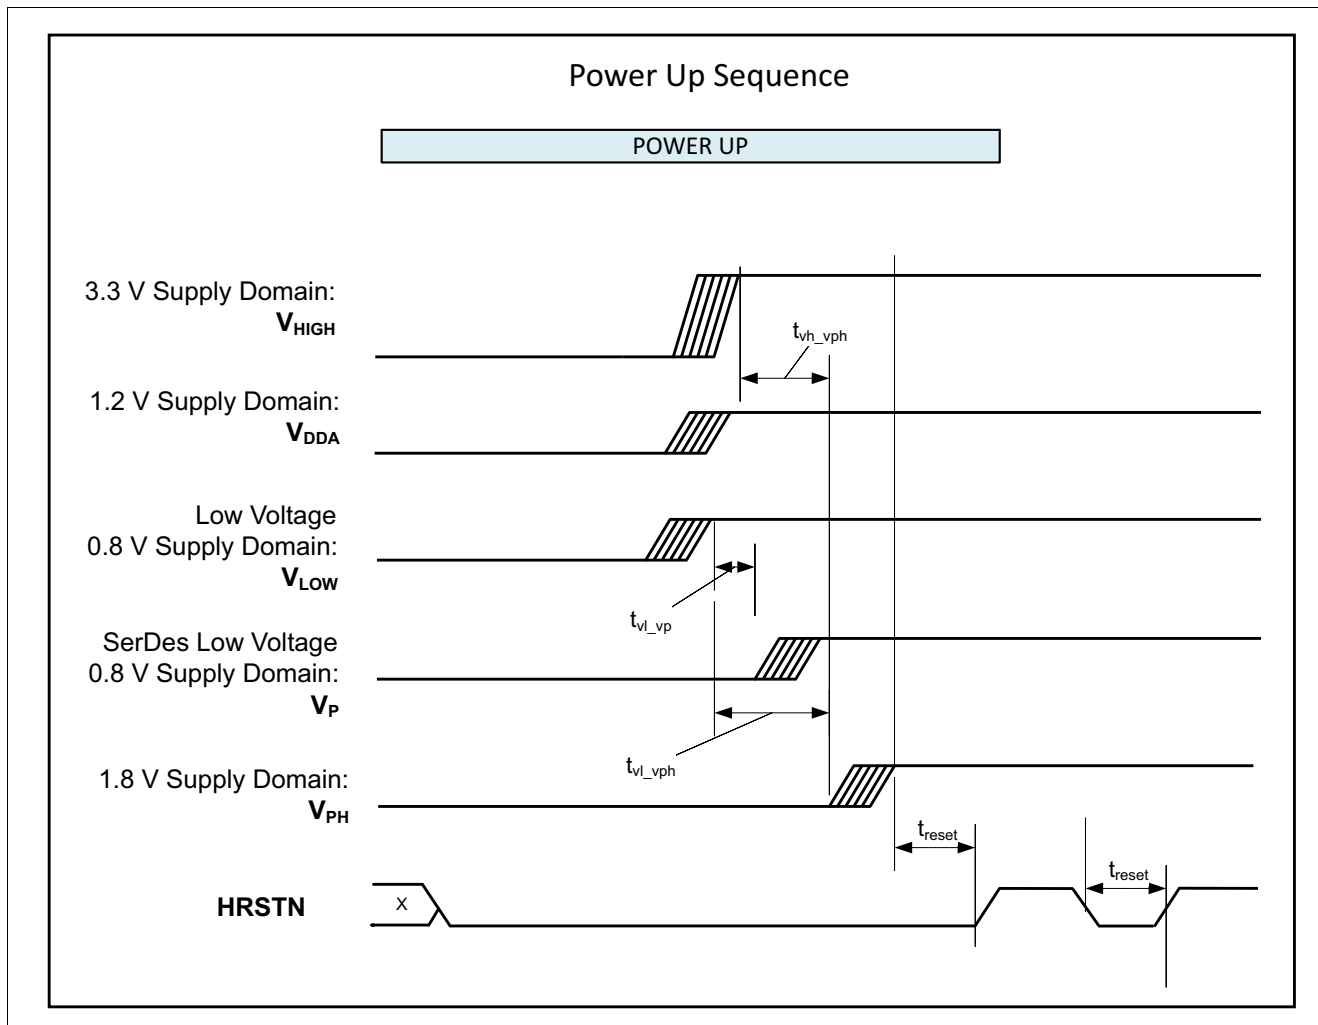 Power Up Sequence
POWER UP
3.3 V Supply Domain:
VHIGH
tvh_vph
1.2 V Supply Domain:
VDDA
Low Voltage
0.8 V Supply Domain:
VLOW
tvl_vp
SerDes Low Voltage
0.8 V Supply Domain:
VP
tvl_vph
1.8 V Supply Domain:
VPH
treset
treset
HRSTN
X